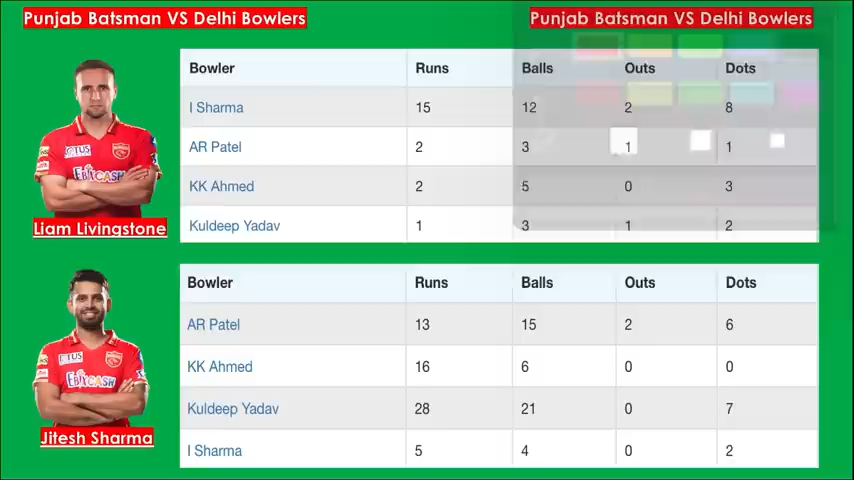 Punjab Batsman VS Delhi Bowlers
Punjab Batsman VS Delhi Bowlers
Bowler Runs Balls Outs Dots
I Sharma 15 12 2 8
AR Patel 2 3 1 1
KK Ahmed 2 5 0 3
Kuldeep Yadav 1 3 1 2
Liam Livingstone
Bowler Runs Balls Outs Dots
AR Patel 13 15 2 6
KK Ahmed 16 6 0 0
Kuldeep Yadav 28 21 0 7
I Sharma 5 4 0 2
Jitesh Sharma